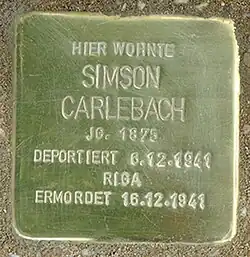 HIER WOHNTE
SIMSON
CARLEBACH
JG. 1875
DEPORTIERT 6.12.1941
RIGA
ERMORDET 16.12.1941